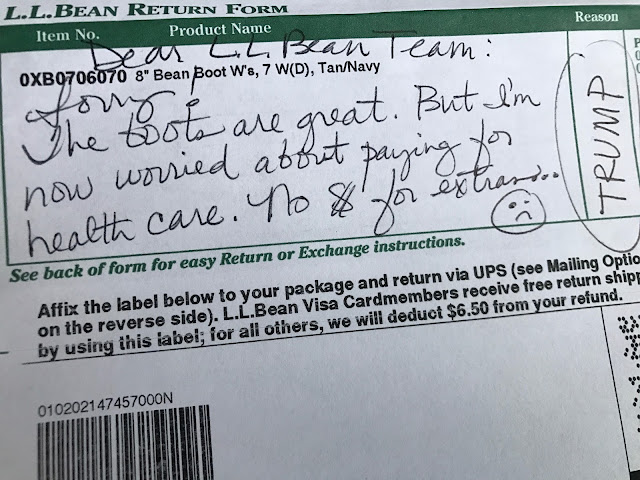 L.L.BEAN RETURN FORM
Item No. Product Name Reason
Dear L.L.Bean Team:
0XB0706070 8" Bean Boot W's, 7 W(D), Tan/Navy
Sorry!
The boots are great. But I'm
now worried about paying for
health care. No $ for extras...
TRUMP
See back of form for easy Return or Exchange instructions.
Affix the label below to your package and return via UPS (see Mailing Optio
on the reverse side). L.L.Bean Visa Cardmembers receive free return shipp
by using this label; for all others, we will deduct $6.50 from your refund.
010202147457000N